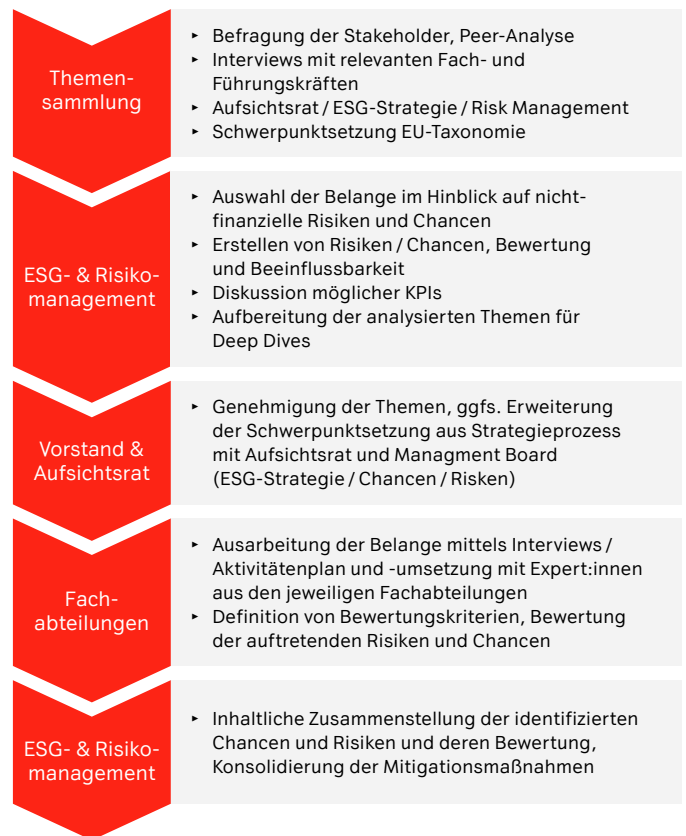 Themen-
sammlung
‣ Befragung der Stakeholder, Peer-Analyse
‣ Interviews mit relevanten Fach- und
Führungskräften
‣ Aufsichtsrat / ESG-Strategie / Risk Management
‣ Schwerpunktsetzung EU-Taxonomie
ESG- & Risiko-
management
‣ Auswahl der Belange im Hinblick auf nicht-
finanzielle Risiken und Chancen
‣ Erstellen von Risiken / Chancen, Bewertung
und Beeinflussbarkeit
‣ Diskussion möglicher KPIs
‣ Aufbereitung der analysierten Themen für
Deep Dives
Vorstand &
Aufsichtsrat
‣ Genehmigung der Themen, ggfs. Erweiterung
der Schwerpunktsetzung aus Strategieprozess
mit Aufsichtsrat und Managment Board
(ESG-Strategie / Chancen / Risken)
Fach-
abteilungen
‣ Ausarbeitung der Belange mittels Interviews /
Aktivitätenplan und -umsetzung mit Expert:innen
aus den jeweiligen Fachabteilungen
‣ Definition von Bewertungskriterien, Bewertung
der auftretenden Risiken und Chancen
ESG- & Risiko-
management
‣ Inhaltliche Zusammenstellung der identifizierten
Chancen und Risiken und deren Bewertung,
Konsolidierung der Mitigationsmaßnahmen